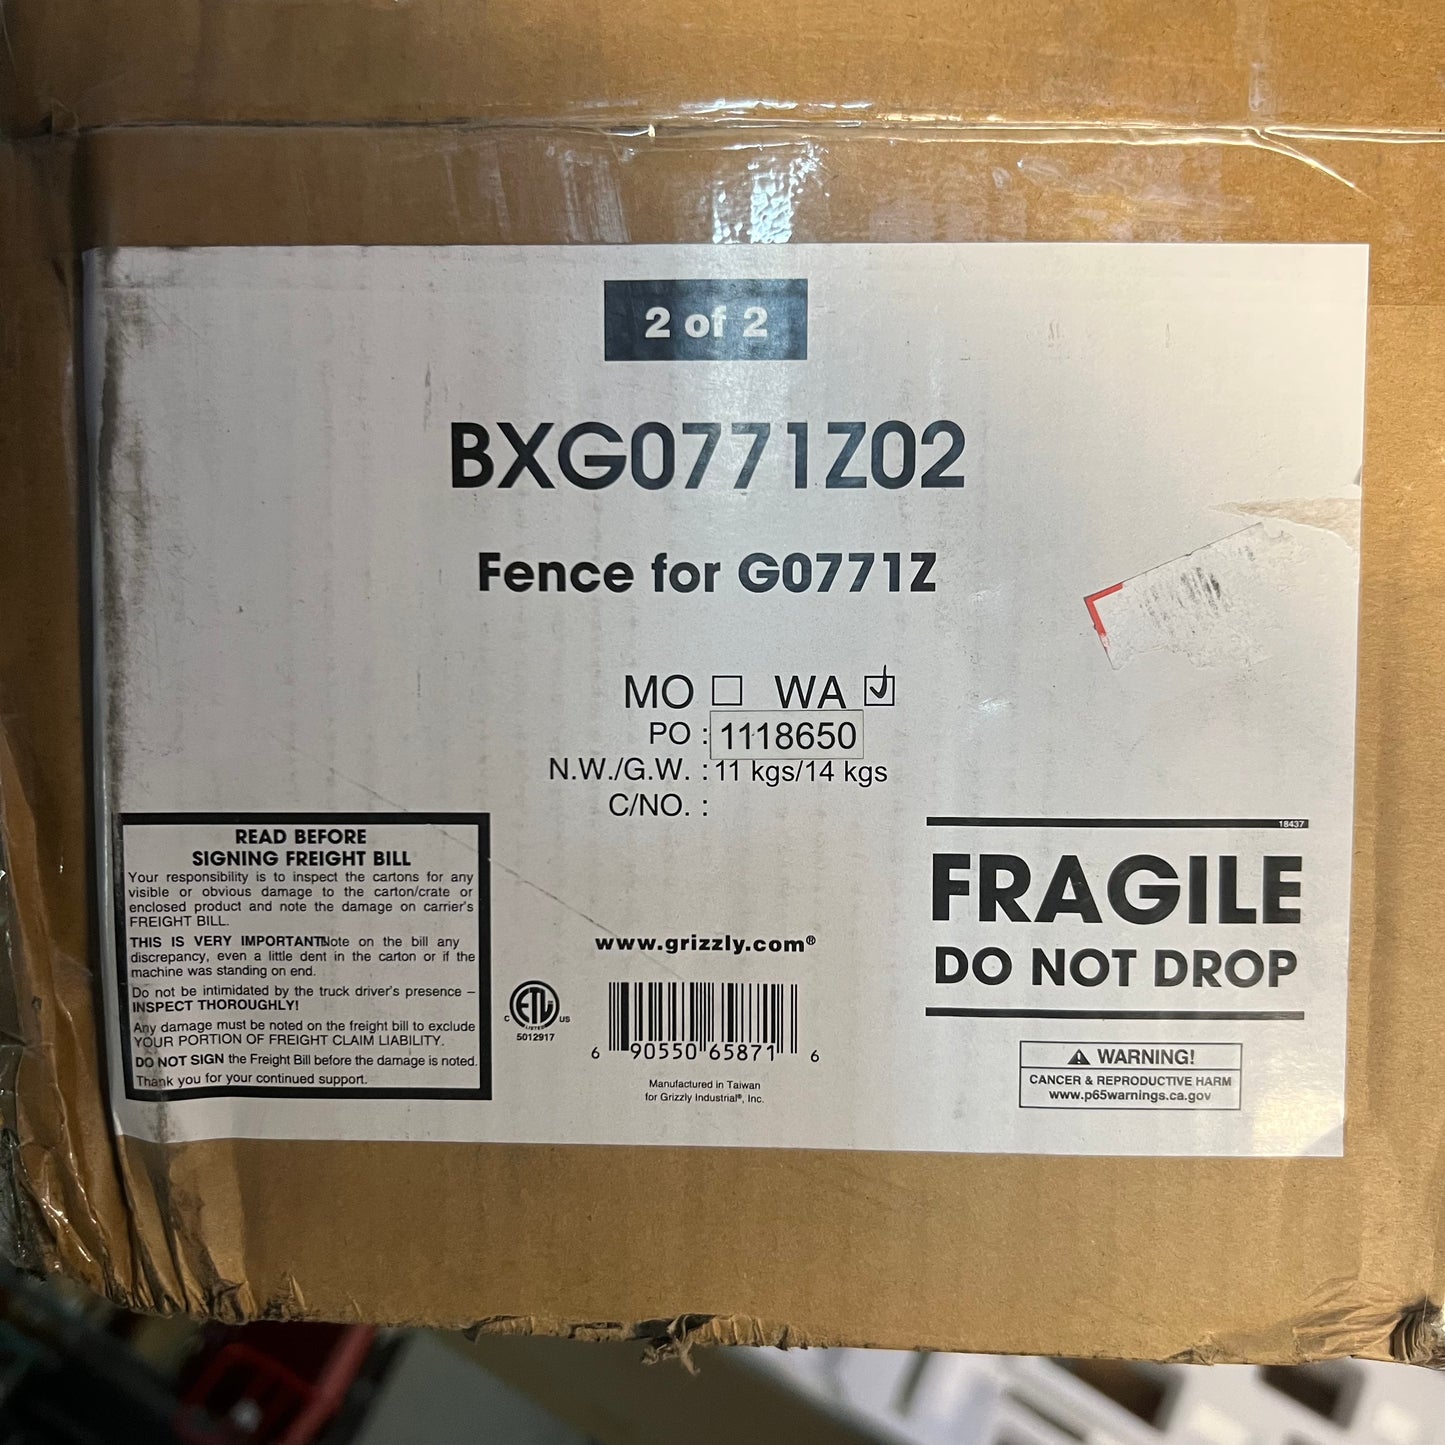 2 of 2
BXG0771Z02
Fence for G0771Z
MO WA
PO : 1118650
N.W./G.W. : 11 kgs/14 kgs
C/NO. :
READ BEFORE
SIGNING FREIGHT BILL
Your responsibility is to inspect the cartons for any
visible or obvious damage to the carton/crate or
enclosed product and note the damage on carrier's
FREIGHT BILL.
THIS IS VERY IMPORTANT! Note on the bill any
discrepancy, even a little dent in the carton or if the
machine was standing on end.
Do not be intimidated by the truck driver's presence –
INSPECT THOROUGHLY!
Any damage must be noted on the freight bill to exclude
YOUR PORTION OF FREIGHT CLAIM LIABILITY.
DO NOT SIGN the Freight Bill before the damage is noted.
Thank you for your continued support.
C ETL US
LISTED
5012917
www.grizzly.com®
6 90550 65871 6
Manufactured in Taiwan
for Grizzly Industrial®, Inc.
18437
FRAGILE
DO NOT DROP
WARNING!
CANCER & REPRODUCTIVE HARM
www.p65warnings.ca.gov